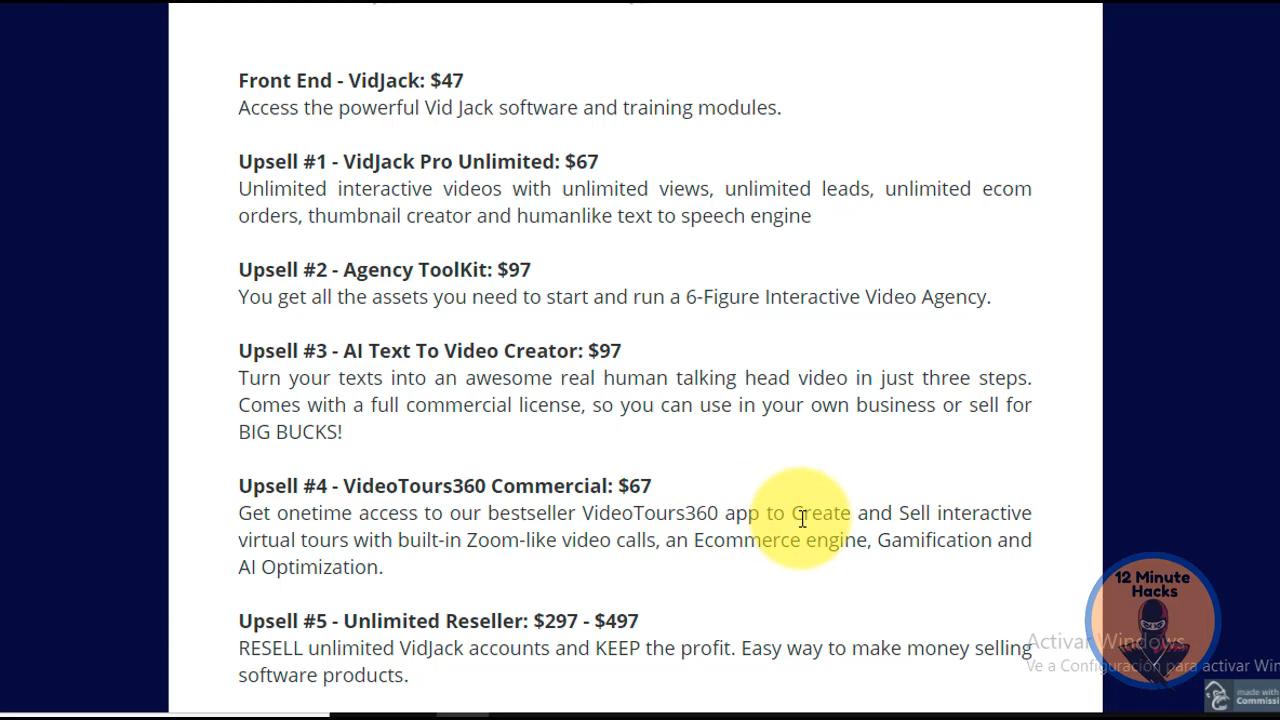 Front End - VidJack: $47
Access the powerful Vid Jack software and training modules.
Upsell #1 - VidJack Pro Unlimited: $67
Unlimited interactive videos with unlimited views, unlimited leads, unlimited ecom
orders, thumbnail creator and humanlike text to speech engine
Upsell #2 - Agency ToolKit: $97
You get all the assets you need to start and run a 6-Figure Interactive Video Agency.
Upsell #3 - AI Text To Video Creator: $97
Turn your texts into an awesome real human talking head video in just three steps.
Comes with a full commercial license, so you can use in your own business or sell for
BIG BUCKS!
Upsell #4 - VideoTours360 Commercial: $67
Get onetime access to our bestseller VideoTours360 app to Create and Sell interactive
virtual tours with built-in Zoom-like video calls, an Ecommerce engine, Gamification and
AI Optimization.
Upsell #5 - Unlimited Reseller: $297 - $497
RESELL unlimited VidJack accounts and KEEP the profit. Easy way to make money selling
software products.
12 Minute
Hacks
Activar Windows
Ve a Configuración para activar Win
made with